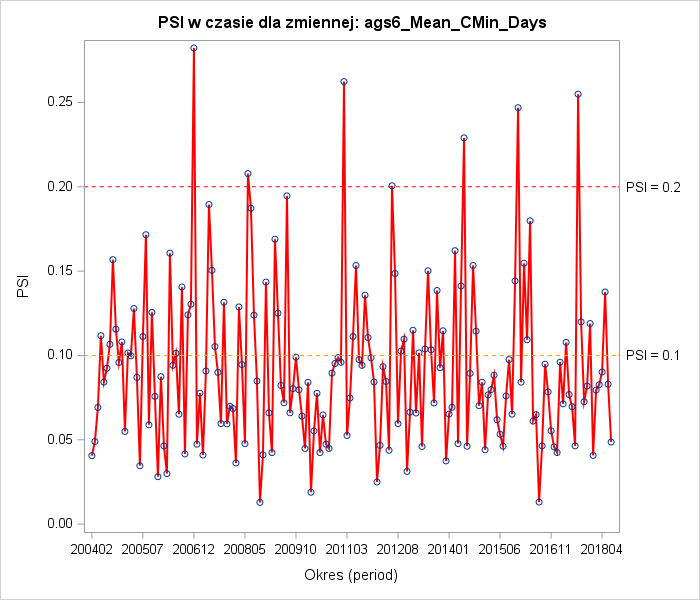 PSI w czasie dla zmiennej: ags6_Mean_CMin_Days
0.25
0.20
PSI = 0.2
0.15
PSI
0.10
PSI = 0.1
0.05
0.00
200402 200507 200612 200805 200910 201103 201208 201401 201506 201611 201804
Okres (period)